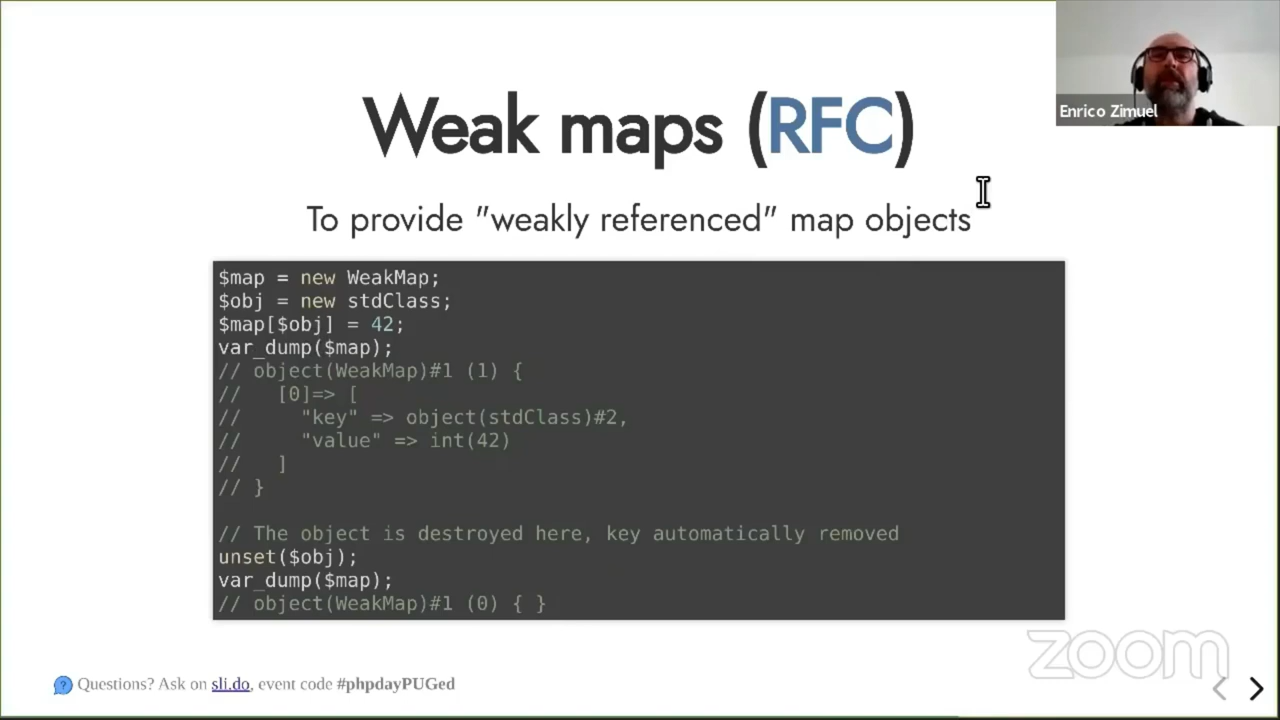 Enrico Zimuel
Weak maps (RFC)
To provide "weakly referenced" map objects
$map = new WeakMap;
$obj = new stdClass;
$map[$obj] = 42;
var_dump($map);
// object(WeakMap)#1 (1) {
//   [0]=> [
//     "key" => object(stdClass)#2,
//     "value" => int(42)
//   ]
// }
// The object is destroyed here, key automatically removed
unset($obj);
var_dump($map);
// object(WeakMap)#1 (0) { }
zoom
Questions? Ask on sli.do, event code #phpdayPUGed